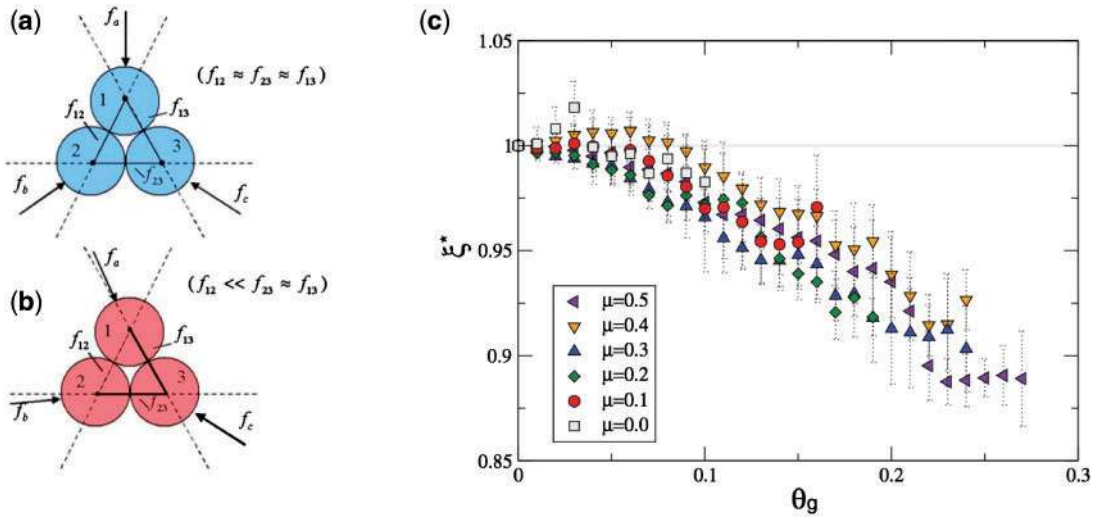 (a)
f_a
(f_12 ≈ f_23 ≈ f_13)
1
f_12
f_13
2
3
f_23
f_b
f_c
(b)
f_a
(f_12 << f_23 ≈ f_13)
1
f_12
f_13
2
3
f_23
f_b
f_c
(c)
1.05
1
0.95
0.9
0.85
ξ*
μ=0.5
μ=0.4
μ=0.3
μ=0.2
μ=0.1
μ=0.0
0
0.1
0.2
0.3
θg